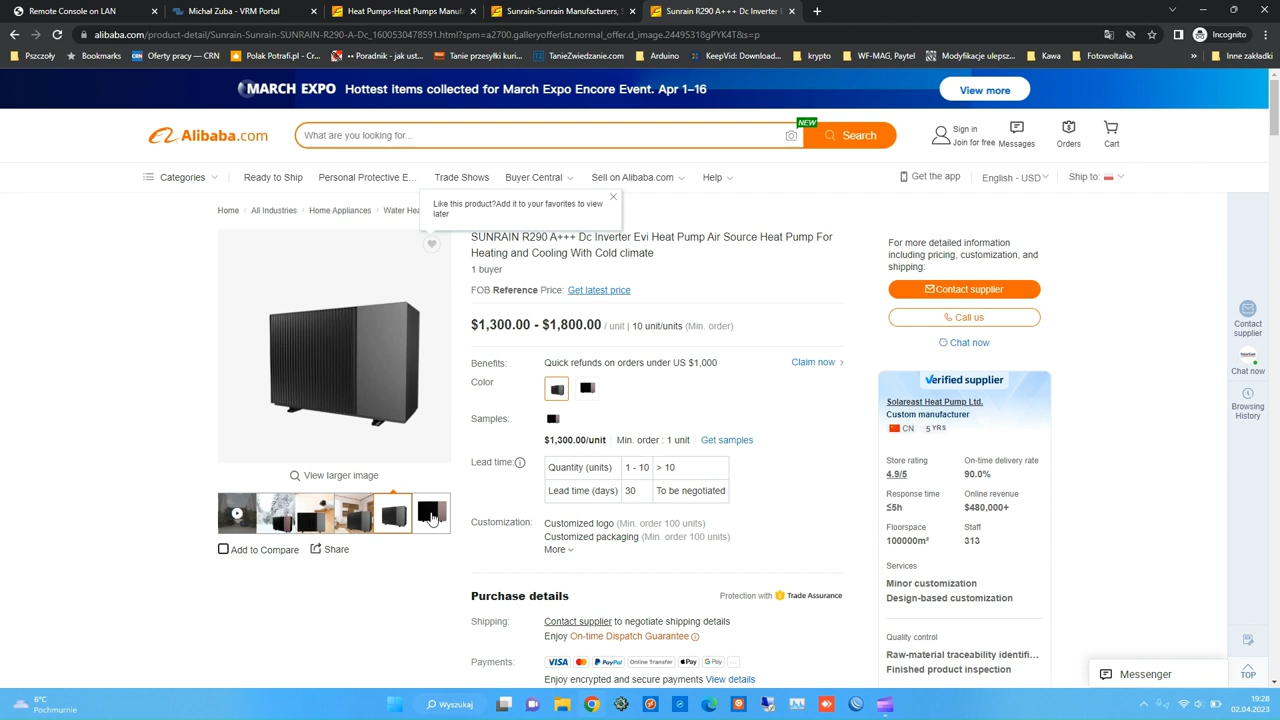 Remote Console on LAN
Michał Zuba - VRM Portal
Heat Pumps-Heat Pumps Manuf
Sunrain-Sunrain Manufacturers, S
Sunrain R290 A+++ Dc Inverter E
alibaba.com/product-detail/Sunrain-Sunrain-SUNRAIN-R290-A-Dc_1600530478591.html?spm=a2700.galleryofferlist.normal_offer.d_image.24495318gPYK4T&s=p
Incognito
Pszczoły
Bookmarks
Oferty pracy — CRN
Polak Potrafi.pl - Cr...
•• Poradnik - jak ust...
Tanie przesyłki kurier...
TanieZwiedzanie.com
Arduino
KeepVid: Download...
krypto
WF-MAG, Paytel
Modyfikacje ulepsz...
Kawa
Fotowoltaika
»
Inne zakładki
MARCH EXPO Hottest items collected for March Expo Encore Event. Apr 1–16
View more
Alibaba.com
What are you looking for...
NEW
Search
Sign in
Join for free
Messages
Orders
Cart
Categories
Ready to Ship
Personal Protective E...
Trade Shows
Buyer Central
Sell on Alibaba.com
Help
Get the app
English - USD
Ship to:
Like this product?Add it to your favorites to view
later
Home
All Industries
Home Appliances
Water Hea
SUNRAIN R290 A+++ Dc Inverter Evi Heat Pump Air Source Heat Pump For
Heating and Cooling With Cold climate
1 buyer
FOB Reference Price: Get latest price
$1,300.00 - $1,800.00 / unit | 10 unit/units (Min. order)
Benefits:
Quick refunds on orders under US $1,000
Claim now >
Color
Samples:
$1,300.00/unit | Min. order : 1 unit | Get samples
Lead time:
Quantity (units) 1 - 10 > 10
Lead time (days) 30 To be negotiated
Customization:
Customized logo (Min. order 100 units)
Customized packaging (Min. order 100 units)
More
View larger image
Add to Compare
Share
Purchase details
Protection with Trade Assurance
Shipping:
Contact supplier to negotiate shipping details
Enjoy On-time Dispatch Guarantee
Payments:
VISA PayPal Online Transfer Pay G Pay ...
Enjoy encrypted and secure payments View details
For more detailed information
including pricing, customization, and
shipping:
Contact supplier
Call us
Chat now
Verified supplier
Solareast Heat Pump Ltd.
Custom manufacturer
CN 5 YRS
Store rating
On-time delivery rate
4.9/5
90.0%
Response time
Online revenue
≤5h
$480,000+
Floorspace
Staff
100000m²
313
Services
Minor customization
Design-based customization
Quality control
Raw-material traceability identifi...
Finished product inspection
Contact
supplier
Chat now
Browsing
History
TOP
Messenger
6°C
Pochmurnie
Wyszukaj
19:28
02.04.2023